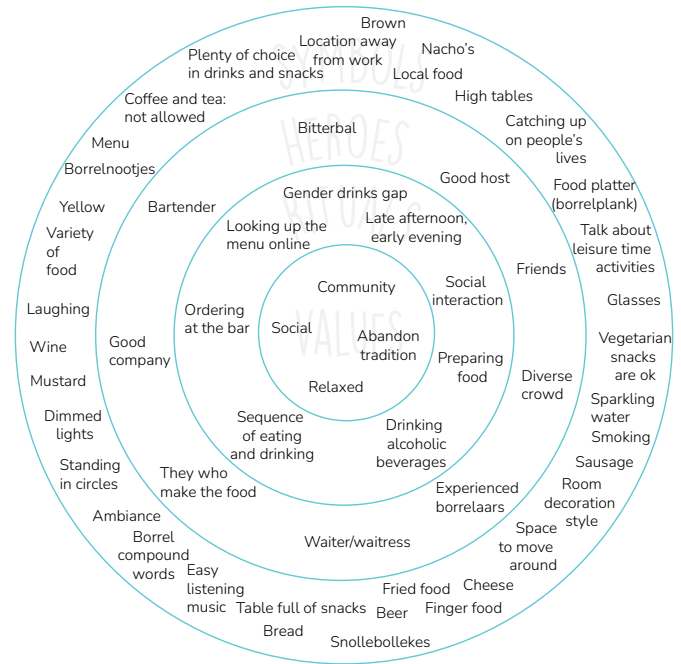 SYMBOLS
Brown
Location away
from work
Plenty of choice
in drinks and snacks
Nacho's
Local food
High tables
Coffee and tea:
not allowed
Catching up
on people's
lives
Menu
Borrelnootjes
Food platter
(borrelplank)
Yellow
Variety
of
food
Talk about
leisure time
activities
Laughing
Glasses
Wine
Vegetarian
snacks
are ok
Mustard
Sparkling
water
Dimmed
lights
Smoking
Standing
in circles
Sausage
Room
decoration
style
Ambiance
Space
to move
around
Borrel
compound
words
Easy
listening
music
Table full of snacks
Fried food
Cheese
Beer
Finger food
Bread
Snollebollekes
HEROES
Bitterbal
Good host
Bartender
Friends
Good
company
Diverse
crowd
They who
make the food
Experienced
borrelaars
Waiter/waitress
RITUALS
Gender drinks gap
Looking up the
menu online
Late afternoon,
early evening
Social
interaction
Ordering
at the bar
Preparing
food
Sequence
of eating
and drinking
Drinking
alcoholic
beverages
VALUES
Community
Social
Abandon
tradition
Relaxed